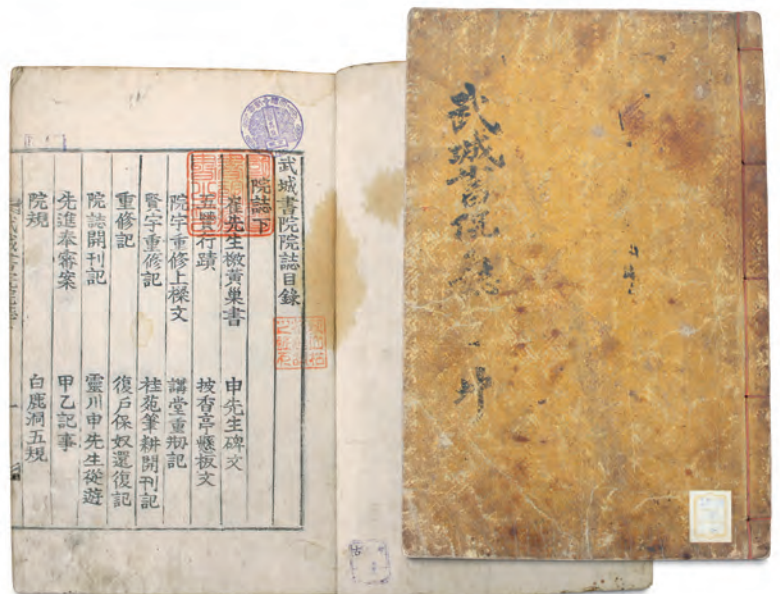 武城書院誌
武城書院院誌目錄
院誌下
崔先生檄黃巢書 申先生碑文
五賢行蹟 披香亭懸板文
院宇重修上樑文 講堂重刱記
賢宇重修記 桂苑筆耕開刊記
重修記 復戶保奴還復記
院誌開刊記 靈川申先生從遊
先進奉審案 甲乙記事
院規 白鹿洞五規